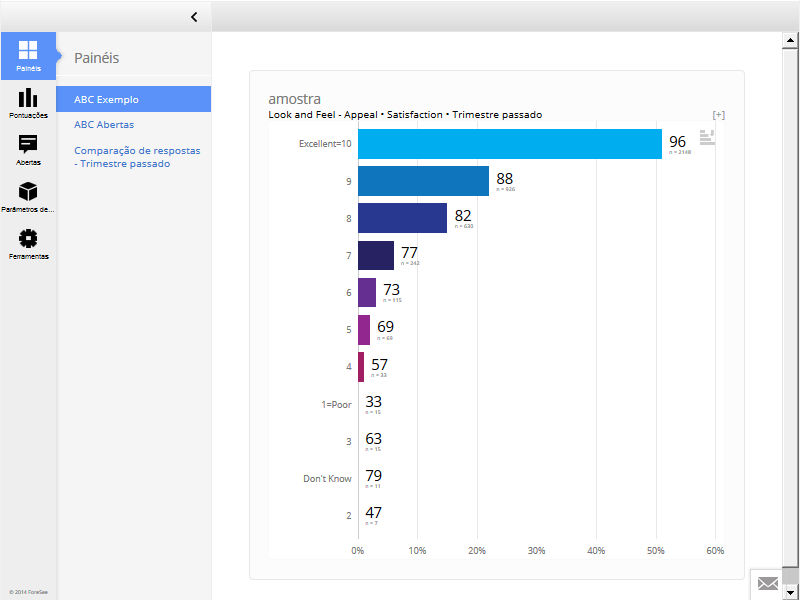 Painéis
Pontuações
Abertas
Parâmetros de...
Ferramentas
© 2014 ForeSee
Painéis
ABC Exemplo
ABC Abertas
Comparação de respostas
- Trimestre passado
amostra
Look and Feel - Appeal • Satisfaction • Trimestre passado
[+]
Excellent=10
96
n = 2148
9
88
n = 926
8
82
n = 630
7
77
n = 242
6
73
n = 115
5
69
n = 69
4
57
n = 33
1=Poor
33
n = 15
3
63
n = 15
Don't Know
79
n = 11
2
47
n = 7
0% 10% 20% 30% 40% 50% 60%